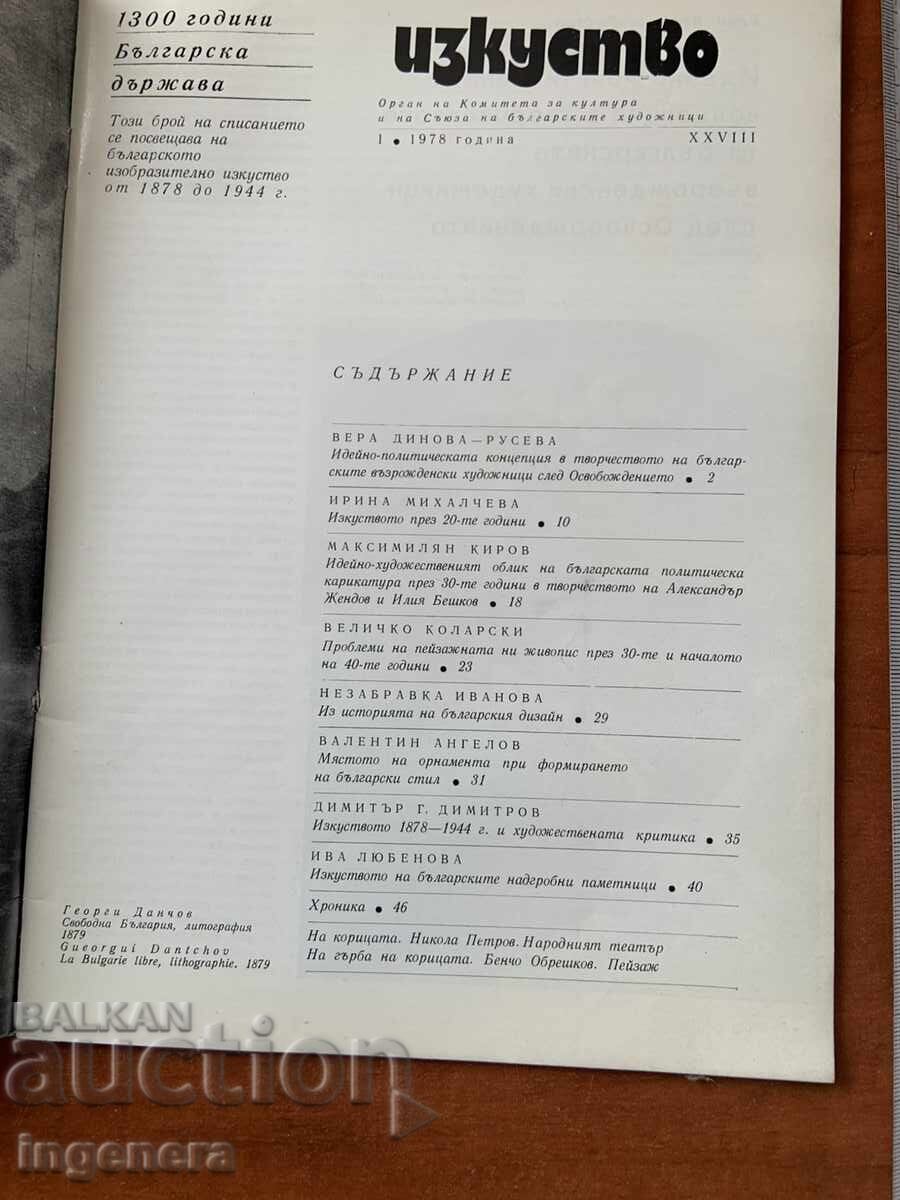 1300 години
Българска
държава
Този брой на списанието
се посвещава на
българското
изобразително изкуство
от 1878 до 1944 г.
изкуство
Орган на Комитета за култура
и на Съюза на българските художници
1 • 1978 година XXVIII
СЪДЪРЖАНИЕ
ВЕРА ДИНОВА—РУСЕВА
Идейно-политическата концепция в творчеството на българ-
ските възрожденски художници след Освобождението • 2
ИРИНА МИХАЛЧЕВА
Изкуството през 20-те години • 10
МАКСИМИЛЯН КИРОВ
Идейно-художественият облик на българската политическа
карикатура през 30-те години в творчеството на Александър
Жендов и Илия Бешков • 18
ВЕЛИЧКО КОЛАРСКИ
Проблеми на пейзажната ни живопис през 30-те и началото
на 40-те години • 23
НЕЗАБРАВКА ИВАНОВА
Из историята на българския дизайн • 29
ВАЛЕНТИН АНГЕЛОВ
Мястото на орнамента при формирането
на български стил • 31
ДИМИТЪР Г. ДИМИТРОВ
Изкуството 1878—1944 г. и художествената критика • 35
ИВА ЛЮБЕНОВА
Изкуството на българските надгробни паметници • 40
Хроника • 46
На корицата. Никола Петров. Народният театър
На гърба на корицата. Бенчо Обрешков. Пейзаж
Георги Данчов
Свободна България, литография
1879
Gueorgui Dantchov
La Bulgarie libre, lithographie. 1879
BALKAN
auction
ingenera